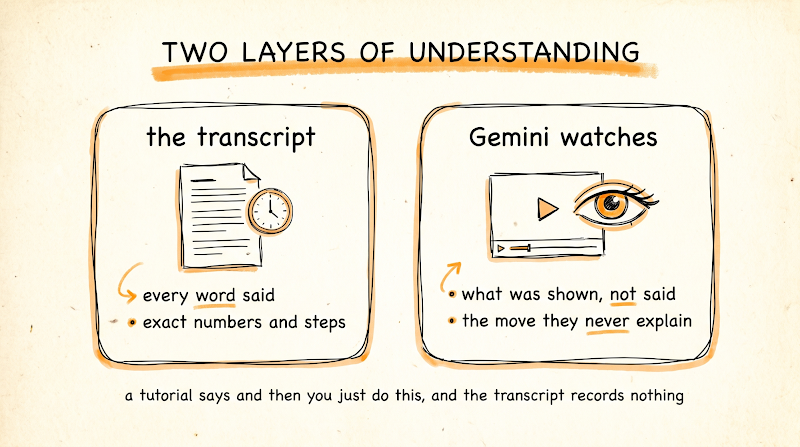 TWO LAYERS OF UNDERSTANDING
the transcript
every word said
exact numbers and steps
Gemini watches
what was shown, not said
the move they never explain
a tutorial says and then you just do this, and the transcript records nothing